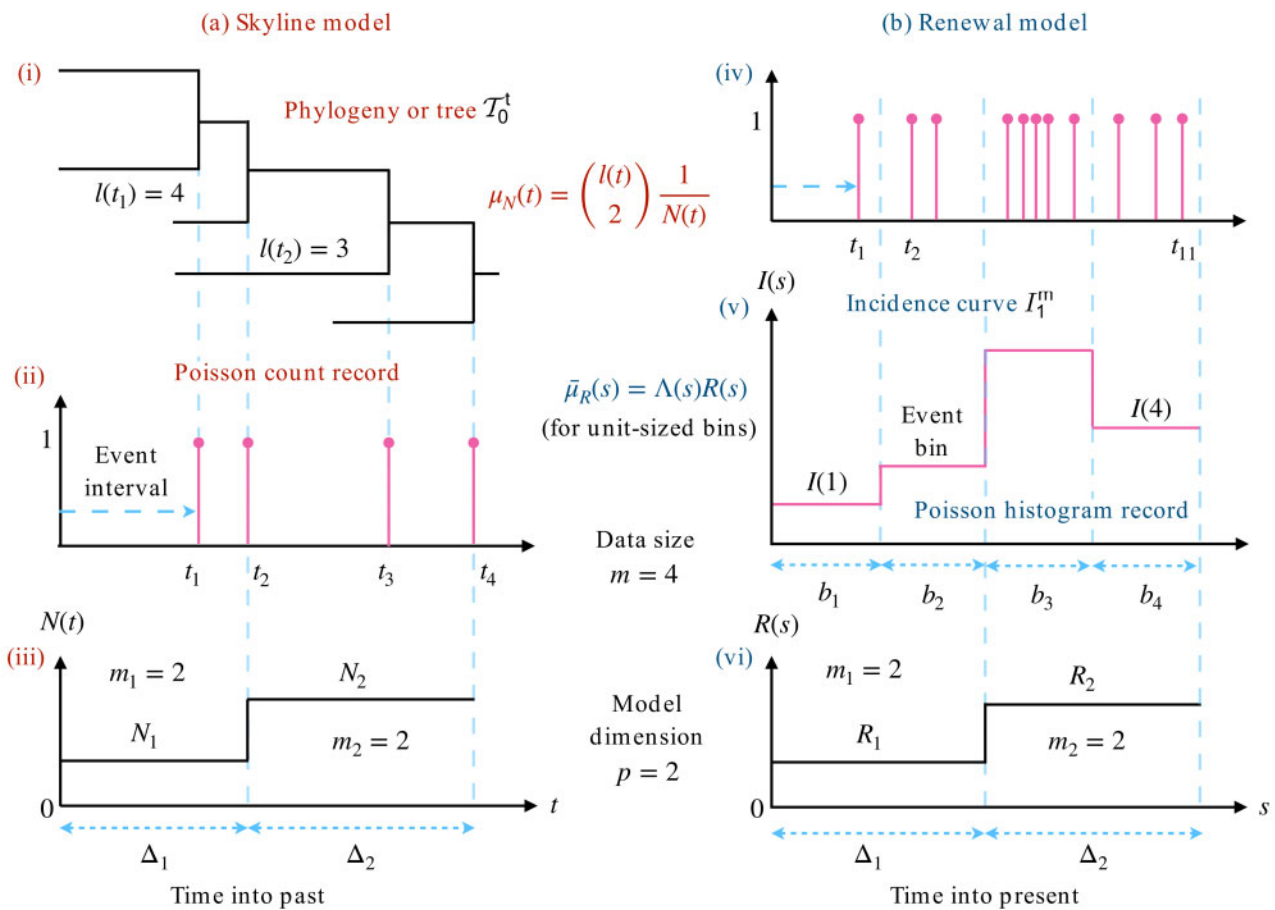 (a) Skyline model
(i)
Phylogeny or tree 𝒯₀ᵗ
l(t₁) = 4
l(t₂) = 3
μ_N(t) = (l(t) 2) 1/N(t)
(ii)
Poisson count record
1
Event
interval
t₁ t₂ t₃ t₄
N(t)
(iii)
m₁ = 2
N₂
N₁
m₂ = 2
0
t
Δ₁ Δ₂
Time into past
μ̄_R(s) = Λ(s)R(s)
(for unit-sized bins)
Data size
m = 4
Model
dimension
p = 2
(b) Renewal model
(iv)
1
t₁ t₂ t₁₁
I(s)
(v)
Incidence curve I₁ᵐ
Event
bin
I(4)
I(1)
Poisson histogram record
b₁ b₂ b₃ b₄
R(s)
(vi)
m₁ = 2
R₂
R₁
m₂ = 2
0
s
Δ₁ Δ₂
Time into present